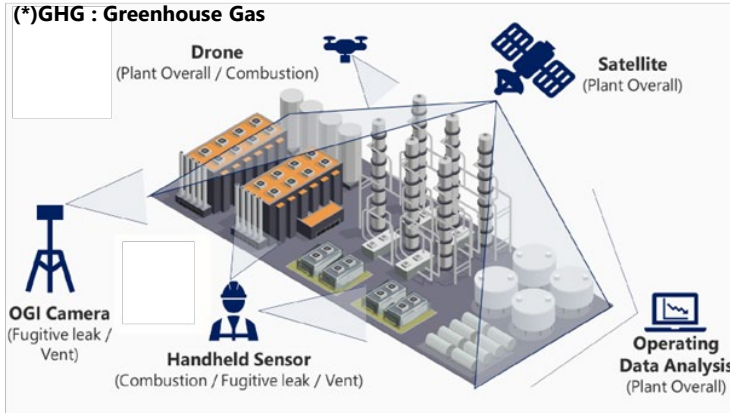 (*)GHG : Greenhouse Gas
Drone
(Plant Overall / Combustion)
Satellite
(Plant Overall)
OGI Camera
(Fugitive leak /
Vent)
Handheld Sensor
(Combustion / Fugitive leak / Vent)
Operating
Data Analysis
(Plant Overall)